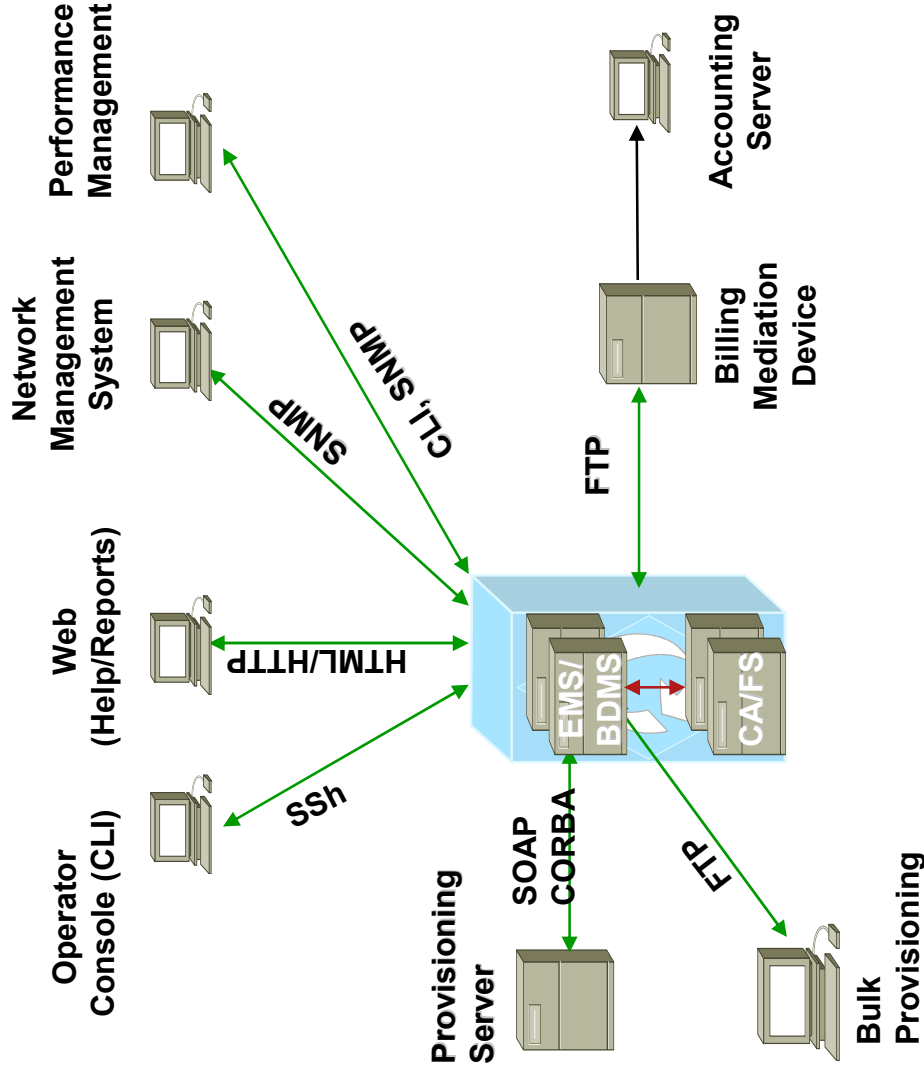 Operator
Console (CLI)
Web
(Help/Reports)
Network
Management
System
Performance
Management
SSh
HTML/HTTP
SNMP
CLI, SNMP
Provisioning
Server
SOAP
CORBA
EMS/
BDMS
CA/FS
FTP
Billing
Mediation
Device
Accounting
Server
FTP
Bulk
Provisioning